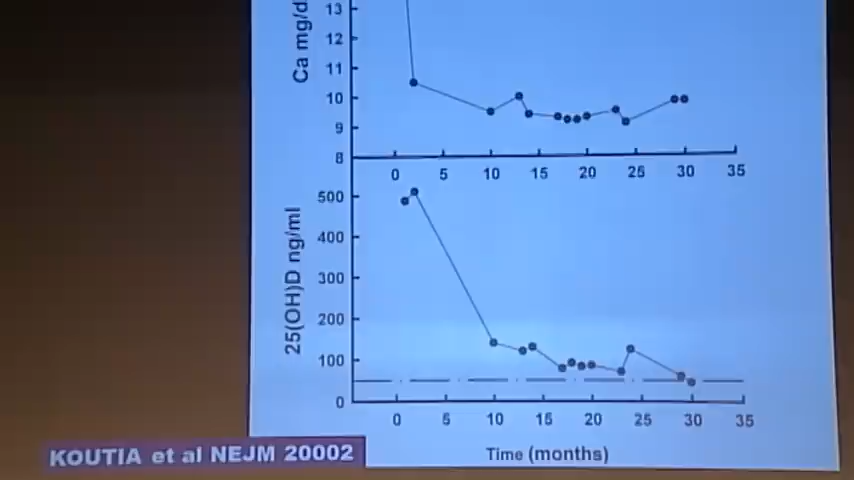 13
Ca mg/d
12
11
10
9
8
0 5 10 15 20 25 30 35
500
25(OH)D ng/ml
400
300
200
100
0
0 5 10 15 20 25 30 35
Time (months)
KOUTIA et al NEJM 20002